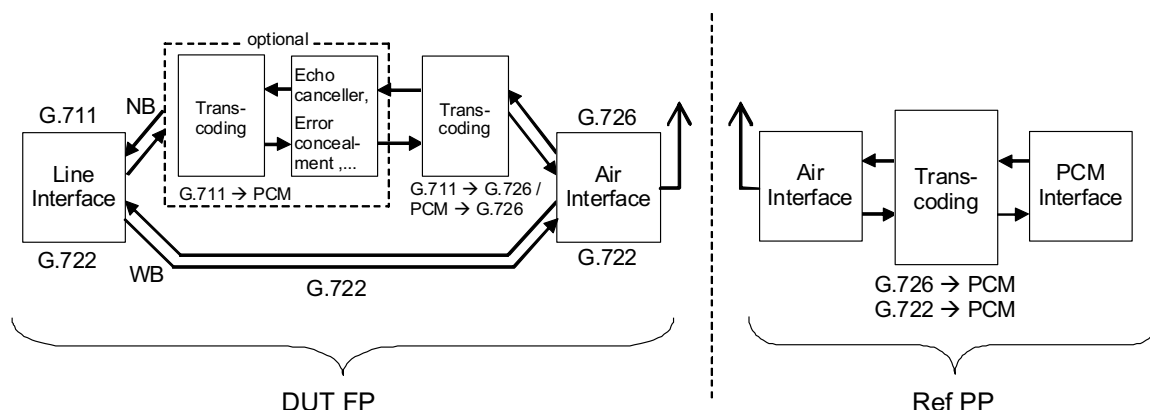 optional
G.711
NB
Trans-
coding
Echo
canceller,
Error
conceal-
ment ,...
G.711 → PCM
Trans-
coding
G.711 → G.726 /
PCM → G.726
G.726
Line
Interface
Air
Interface
G.722
WB
G.722
G.722
DUT FP
Air
Interface
Trans-
coding
PCM
Interface
G.726 → PCM
G.722 → PCM
Ref PP